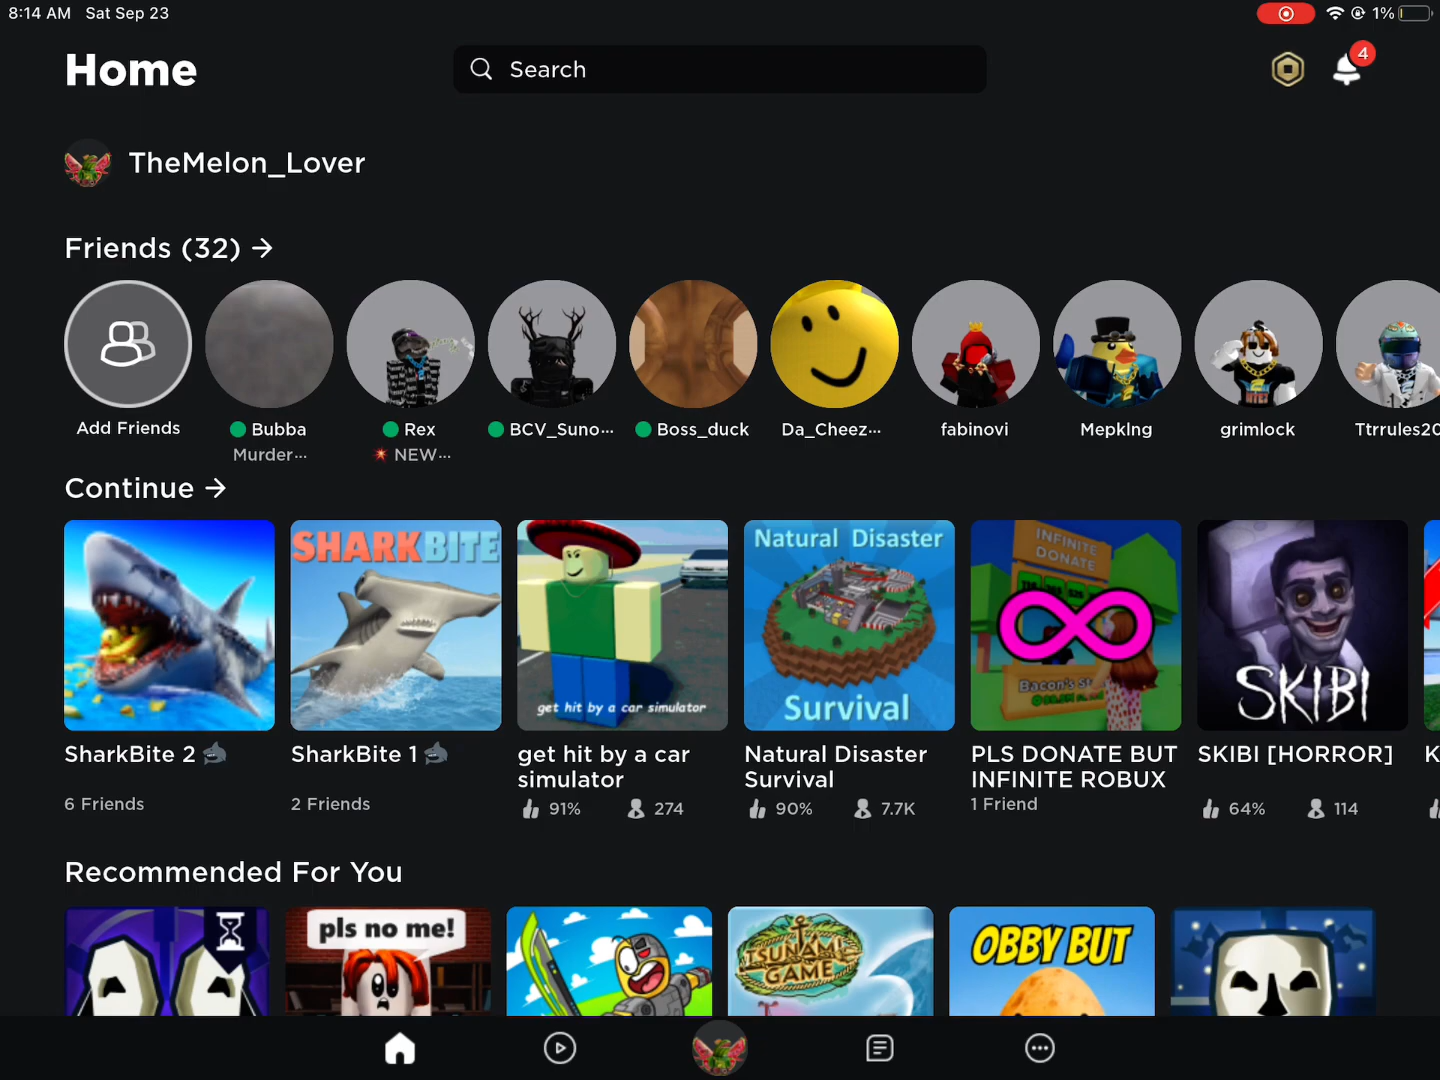 8:14 AM Sat Sep 23
1%
Home
Search
4
TheMelon_Lover
Friends (32) →
Add Friends
Bubba
Murder...
Rex
NEW...
BCV_Suno...
Boss_duck
Da_Cheez...
fabinovi
MepkIng
grimlock
Ttrrules20
Continue →
SHARKBITE
get hit by a car simulator
Natural Disaster
Survival
INFINITE
DONATE
Bacon's St
SKIBI
SharkBite 2
6 Friends
SharkBite 1
2 Friends
get hit by a car
simulator
91% 274
Natural Disaster
Survival
90% 7.7K
PLS DONATE BUT
INFINITE ROBUX
1 Friend
SKIBI [HORROR]
64% 114
K
Recommended For You
pls no me!
TSUNAMI
GAME
OBBY BUT